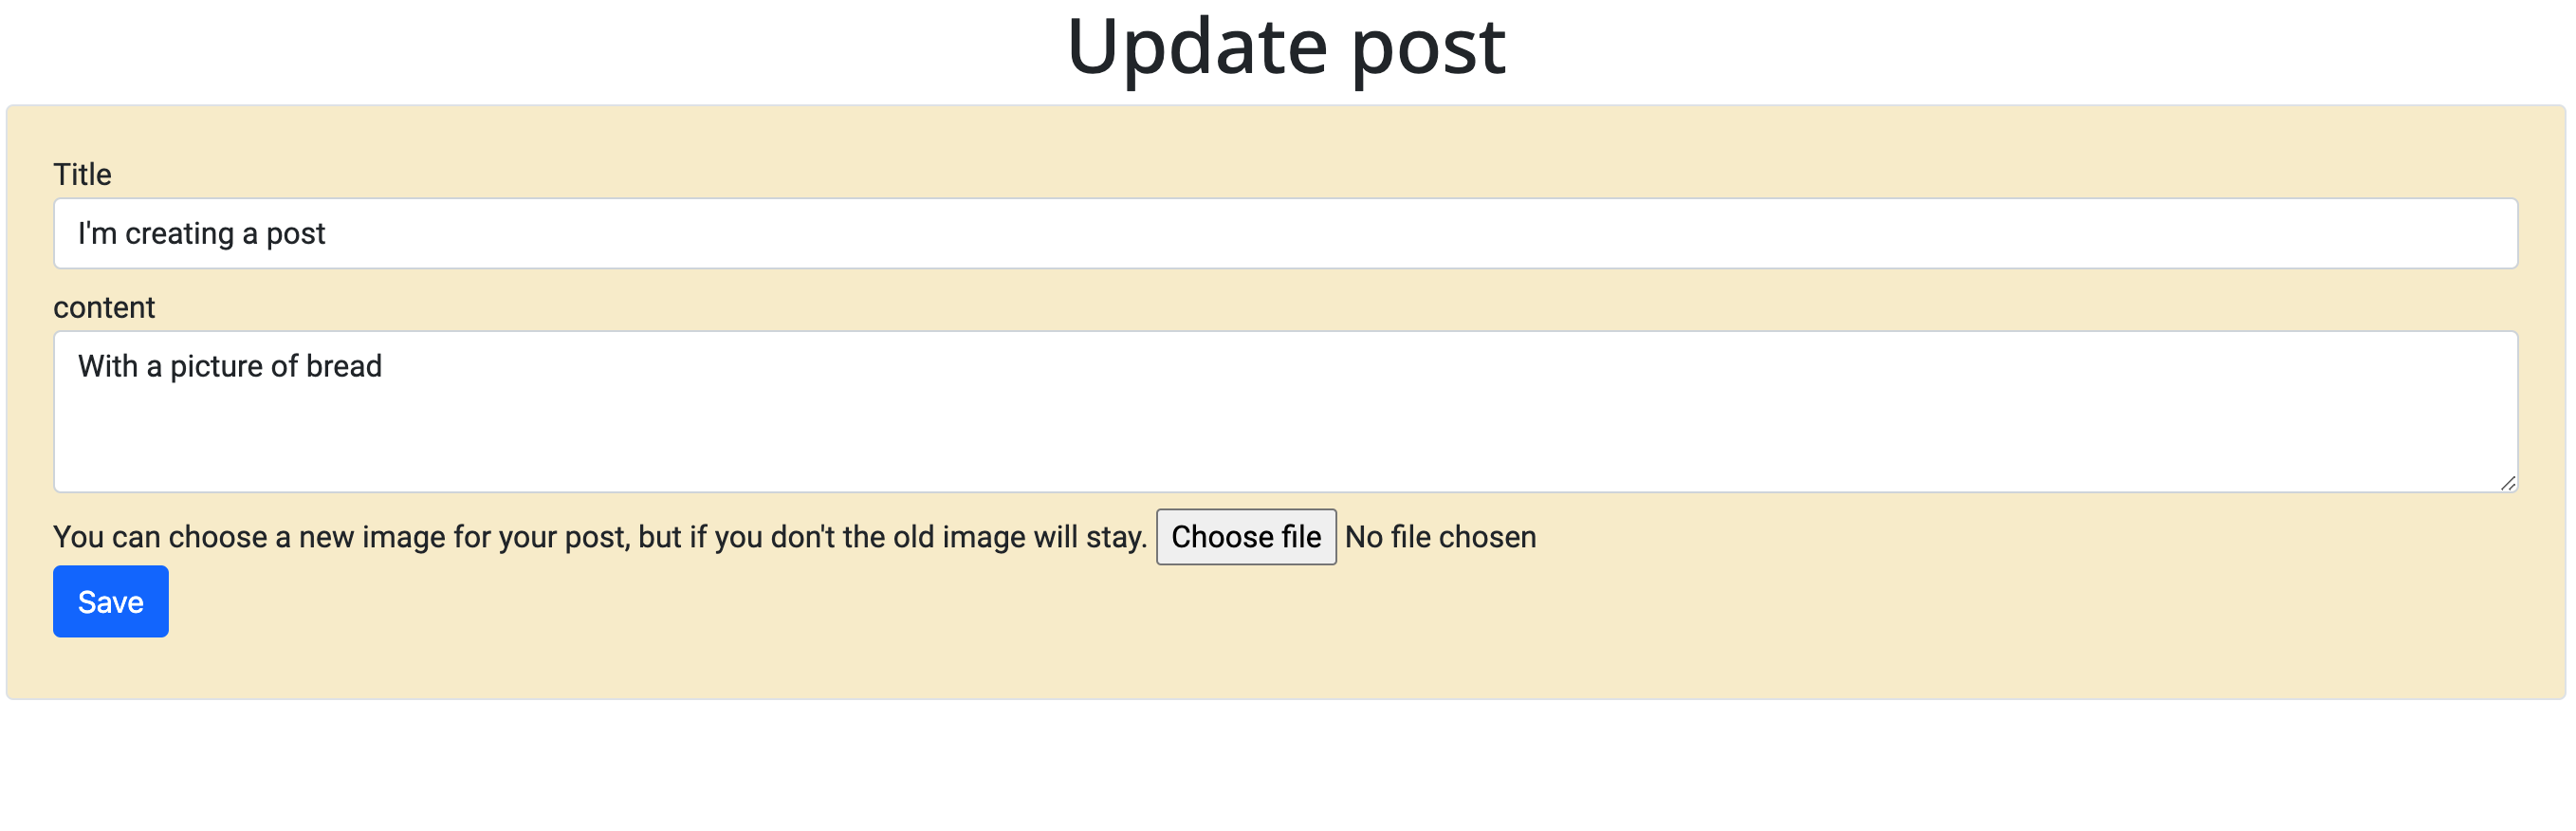 Update post
Title
I'm creating a post
content
With a picture of bread
You can choose a new image for your post, but if you don't the old image will stay. Choose file No file chosen
Save